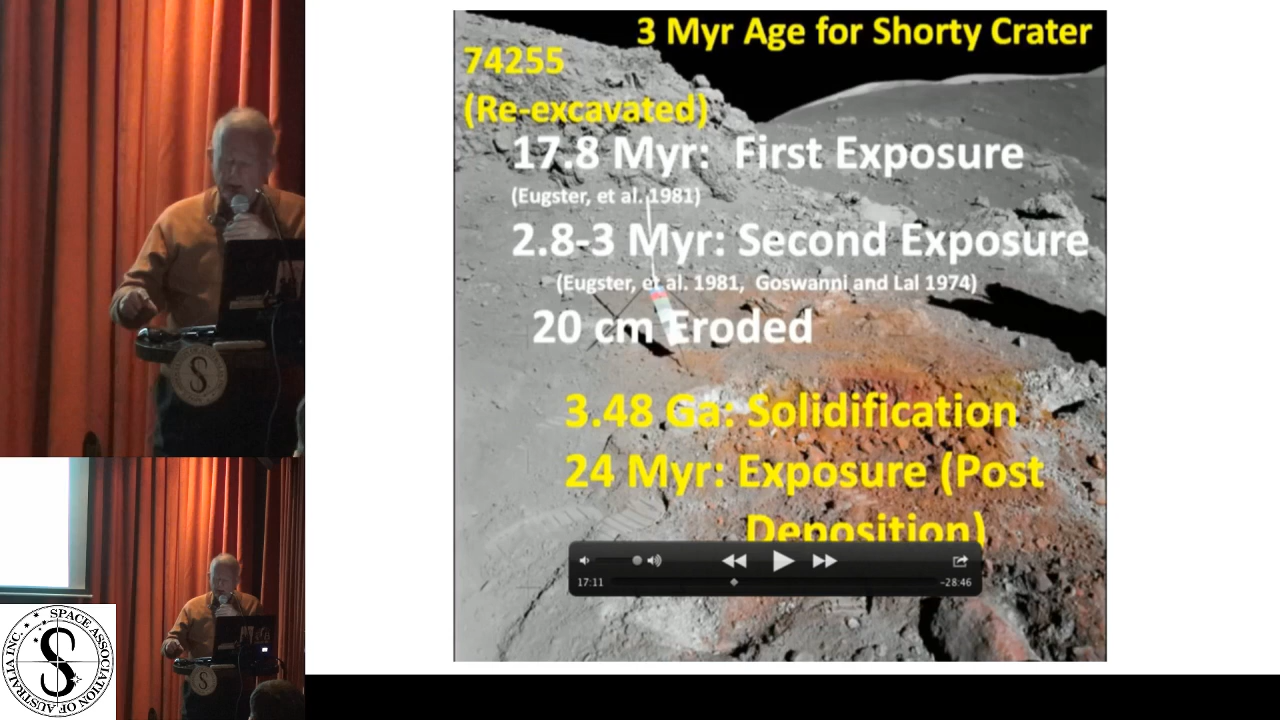 3 Myr Age for Shorty Crater
74255
(Re-excavated)
17.8 Myr: First Exposure
(Eugster, et al. 1981)
2.8-3 Myr: Second Exposure
(Eugster, et al. 1981, Goswanni and Lal 1974)
20 cm Eroded
3.48 Ga: Solidification
24 Myr: Exposure (Post
Deposition)
17:11
-28:46
S
S
SPACE ASSOCIATION OF AUSTRALIA INC.
S